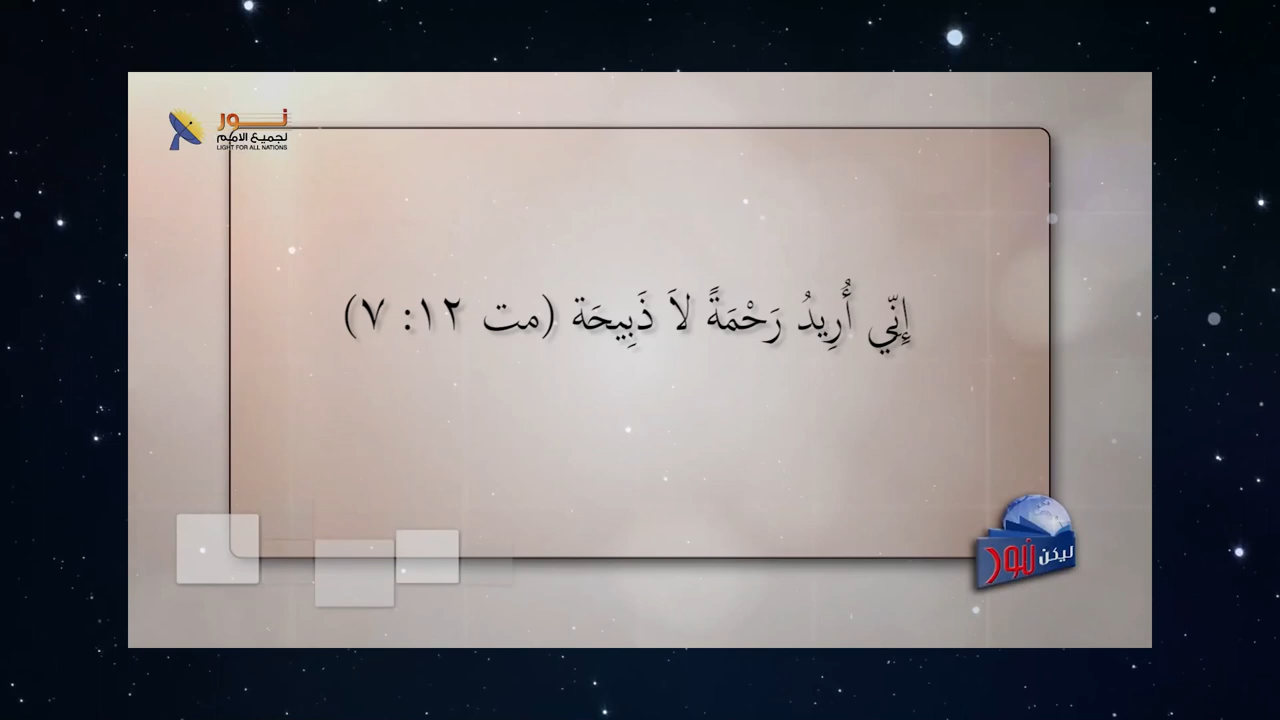 نور
لجميع الامم
LIGHT FOR ALL NATIONS
إِنِّي أُرِيدُ رَحْمَةً لاَ ذَبِيحَة (مت ١٢: ٧)
ليكن نور